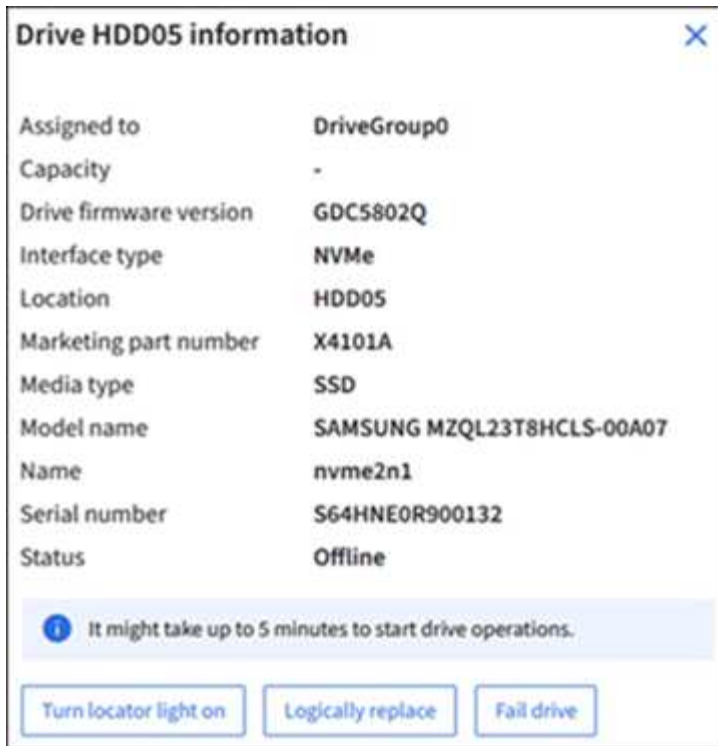 Drive HDD05 information
Assigned to DriveGroup0
Capacity -
Drive firmware version GDC5802Q
Interface type NVMe
Location HDD05
Marketing part number X4101A
Media type SSD
Model name SAMSUNG MZQL23T8HCLS-00A07
Name nvme2n1
Serial number S64HNE0R900132
Status Offline
It might take up to 5 minutes to start drive operations.
Turn locator light on Logically replace Fail drive